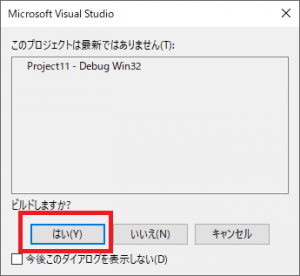 Microsoft Visual Studio
このプロジェクトは最新ではありません(T):
Project11 - Debug Win32
ビルドしますか?
はい(Y) いいえ(N) キャンセル
今後このダイアログを表示しない(D)